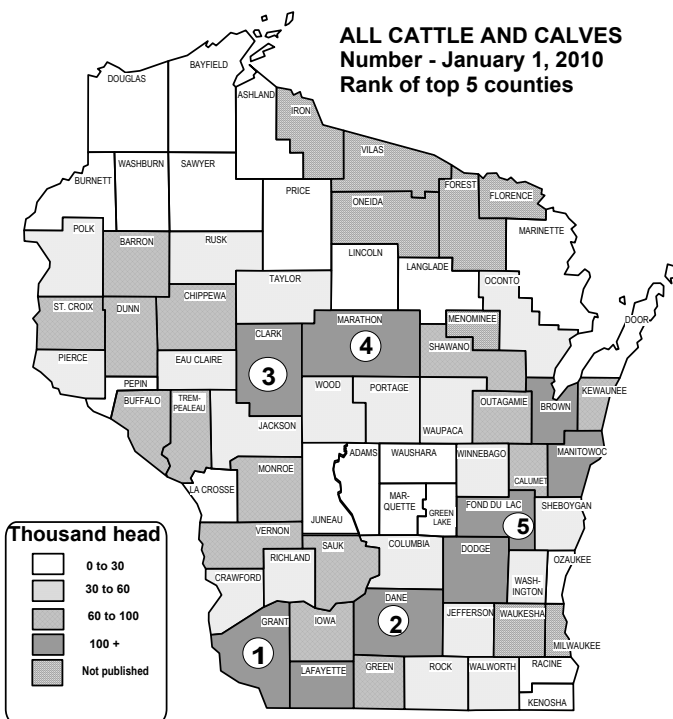 ALL CATTLE AND CALVES
Number - January 1, 2010
Rank of top 5 counties
DOUGLAS
BAYFIELD
ASHLAND
IRON
VILAS
BURNETT
WASHBURN
SAWYER
PRICE
ONEIDA
FOREST
FLORENCE
MARINETTE
POLK
BARRON
RUSK
LINCOLN
LANGLADE
OCONTO
TAYLOR
CHIPPEWA
ST. CROIX
DUNN
CLARK
3
MARATHON
4
MENOMINEE
SHAWANO
DOOR
PIERCE
EAU CLAIRE
PEPIN
BUFFALO
TREM-
PEALEAU
JACKSON
WOOD
PORTAGE
WAUPACA
OUTAGAMIE
BROWN
KEWAUNEE
LA CROSSE
MONROE
JUNEAU
ADAMS
WAUSHARA
WINNEBAGO
CALUMET
MANITOWOC
MAR-
QUETTE
GREEN
LAKE
FOND DU LAC
5
SHEBOYGAN
VERNON
RICHLAND
SAUK
COLUMBIA
DODGE
WASH-
INGTON
OZAUKEE
CRAWFORD
GRANT
1
IOWA
DANE
2
JEFFERSON
WAUKESHA
MILWAUKEE
LAFAYETTE
GREEN
ROCK
WALWORTH
RACINE
KENOSHA
Thousand head
0 to 30
30 to 60
60 to 100
100 +
Not published